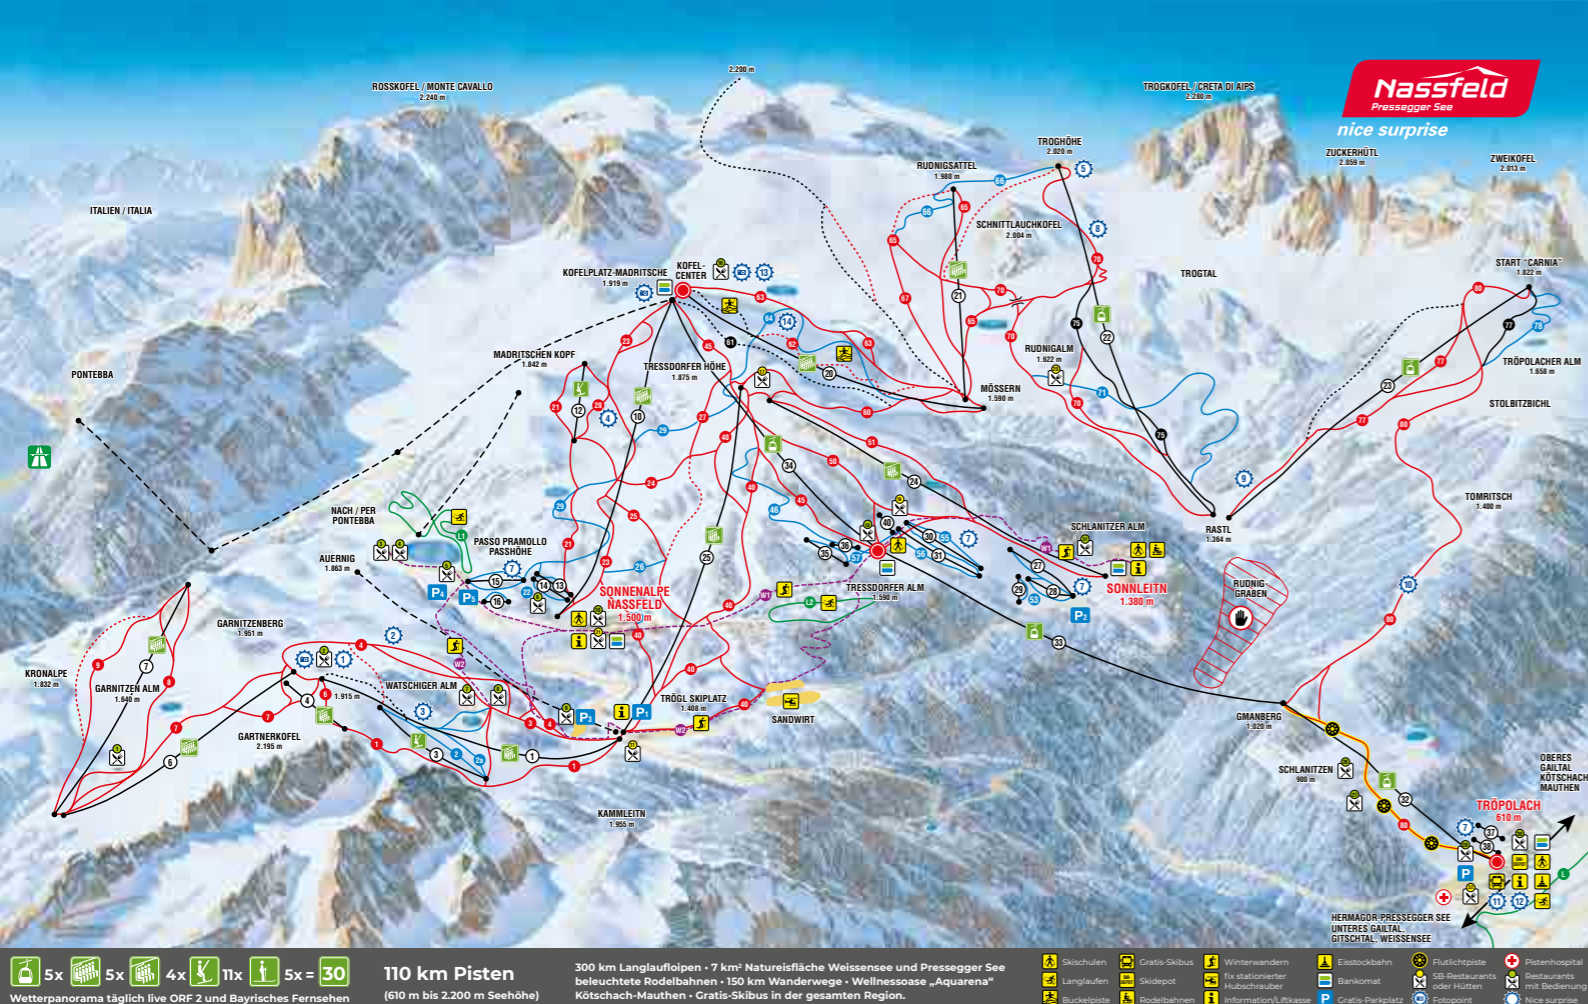 Nassfeld
Pressegger See
nice surprise
2.200 m
ROSSKOFEL / MONTE CAVALLO
2.240 m
TROGKOFEL / CRETA DI AIPS
2.280 m
TROGHÖHE
2.020 m
ZUCKERHÜTL
2.059 m
ZWEIKOFEL
2.013 m
RUDNIGSATTEL
1.980 m
ITALIEN / ITALIA
SCHNITTLAUCHKOFEL
2.004 m
KOFELPLATZ-MADRITSCHE
1.919 m
KOFEL-
CENTER
TROGTAL
START "CARNIA"
1.822 m
MADRITSCHEN KOPF
1.842 m
TRESSDORFER HÖHE
1.875 m
RUDNIGALM
1.622 m
TRÖPOLACHER ALM
1.658 m
PONTEBBA
MÖSSERN
1.590 m
STOLBITZBICHL
TOMRITSCH
1.400 m
NACH / PER
PONTEBBA
RASTL
1.364 m
SCHLANITZER ALM
PASSO PRAMOLLO
PASSHÖHE
AUERNIG
1.863 m
SONNENALPE
NASSFELD
1.500 m
TRESSDORFER ALM
1.590 m
SONNLEITN
1.380 m
RUDNIG-
GRABEN
GARNITZENBERG
1.951 m
KRONALPE
1.832 m
GARNITZEN ALM
1.640 m
1.915 m
WATSCHIGER ALM
TRÖGL SKIPLATZ
1.408 m
SANDWIRT
GMANBERG
1.020 m
GARTNERKOFEL
2.195 m
SCHLANITZEN
900 m
OBERES
GAILTAL
KÖTSCHACH
MAUTHEN
KAMMLEITN
1.955 m
TRÖPOLACH
610 m
HERMAGOR-PRESSEGGER SEE
UNTERES GAILTAL,
GITSCHTAL, WEISSENSEE
5x 5x 4x 11x 5x = 30
Wetterpanorama täglich live ORF 2 und Bayrisches Fernsehen
110 km Pisten
(610 m bis 2.200 m Seehöhe)
300 km Langlaufloipen • 7 km² Natureisfläche Weissensee und Pressegger See
beleuchtete Rodelbahnen • 150 km Wanderwege • Wellnessoase „Aquarena"
Kötschach-Mauthen • Gratis-Skibus in der gesamten Region.
Skischulen
Langlaufen
Buckelpiste
Gratis-Skibus
Skidepot
Rodelbahnen
Winterwandern
fix stationierter
Hubschrauber
Information/Liftkasse
Eisstockbahn
Bankomat
Gratis-Parkplatz
Flutlichtpiste
SB-Restaurants
oder Hütten
Fotopoint
Pistenhospital
Restaurants
mit Bedienung
Nice surprise